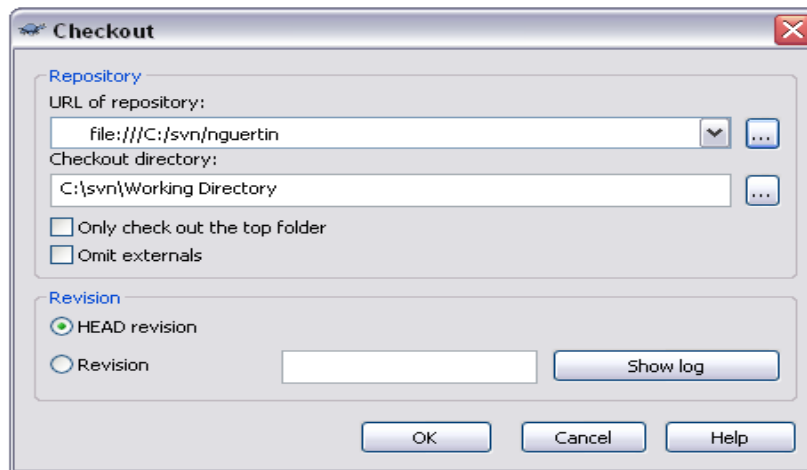 Checkout
Repository
URL of repository:
file:///C:/svn/nguertin
...
Checkout directory:
C:\svn\Working Directory
...
Only check out the top folder
Omit externals
Revision
HEAD revision
Revision
Show log
OK Cancel Help